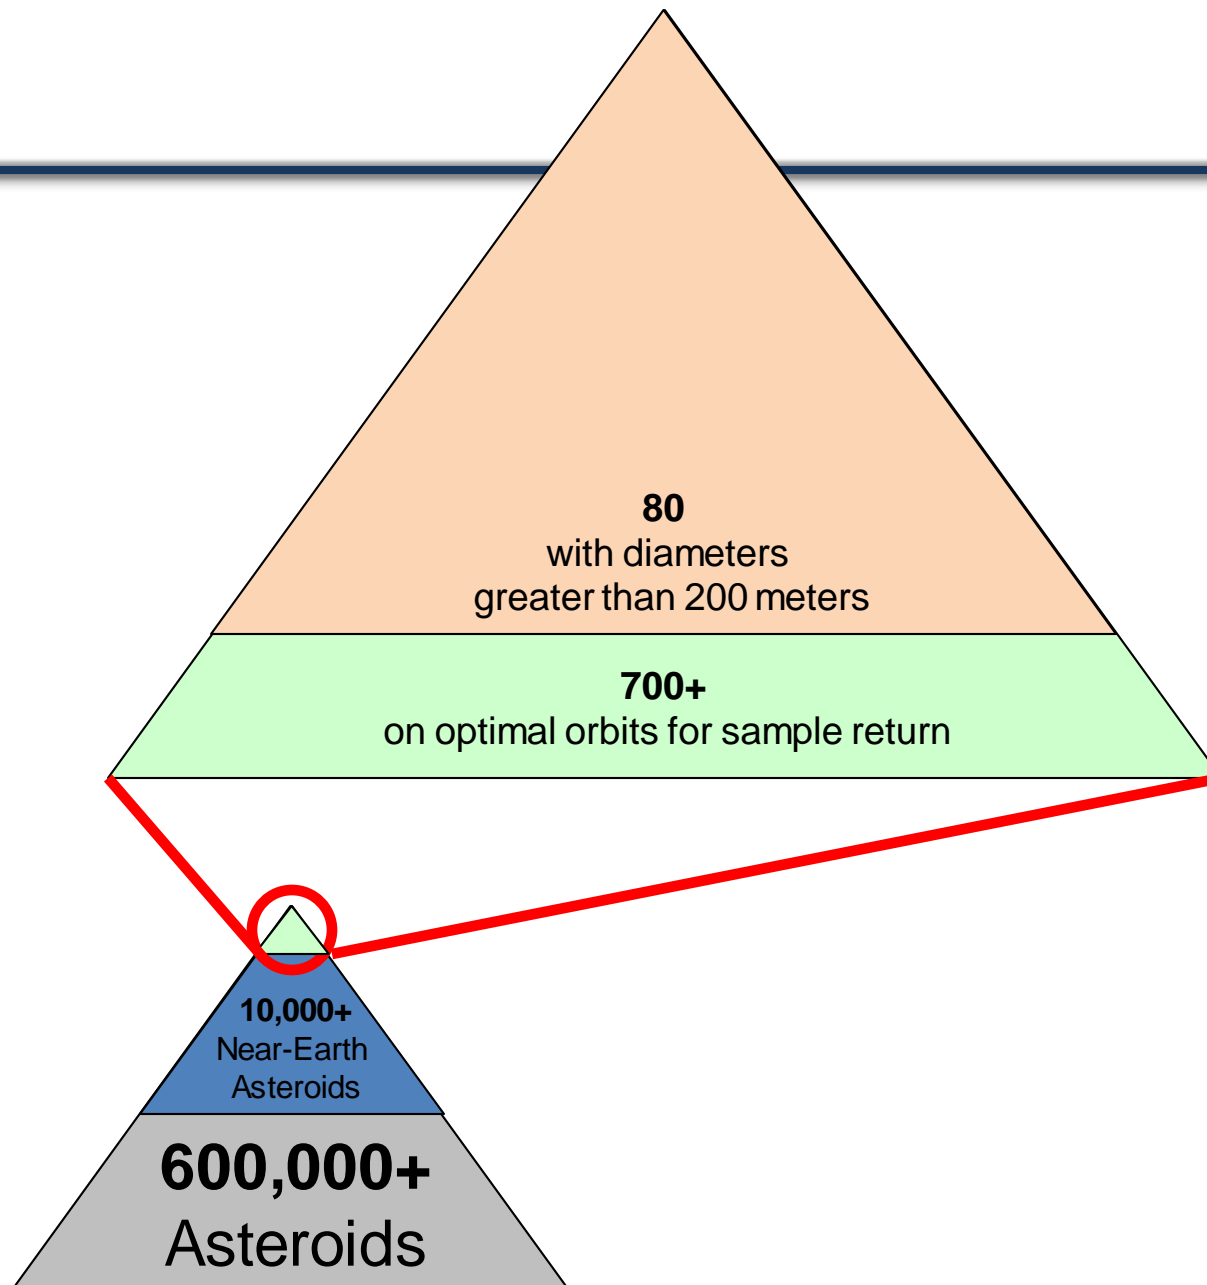 80
with diameters
greater than 200 meters
700+
on optimal orbits for sample return
10,000+
Near-Earth
Asteroids
600,000+
Asteroids